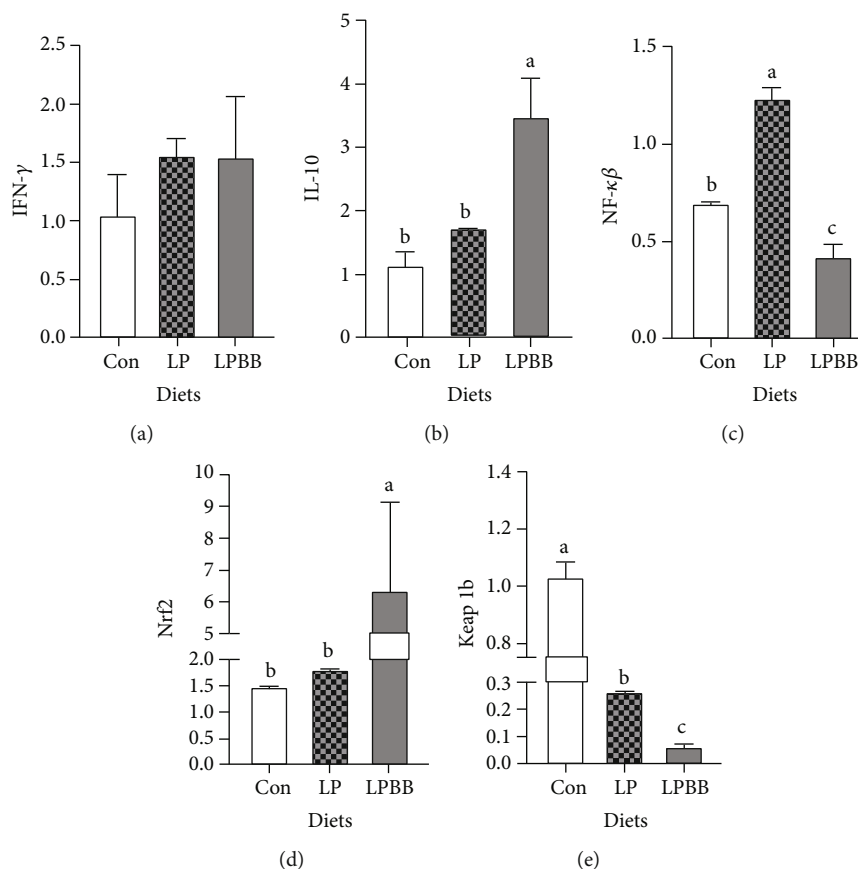 2.5
2.0
1.5
1.0
0.5
0.0
IFN-γ
Con LP LPBB
Diets
(a)
5
4
3
2
1
0
IL-10
b
b
a
Con LP LPBB
Diets
(b)
1.5
1.0
0.5
0.0
NF-κβ
b
a
c
Con LP LPBB
Diets
(c)
10
9
8
7
6
5
2.0
1.5
1.0
0.5
0.0
Nrf2
b
b
a
Con LP LPBB
Diets
(d)
1.4
1.2
1.0
0.8
0.3
0.2
0.1
0.0
Keap 1b
a
b
c
Con LP LPBB
Diets
(e)